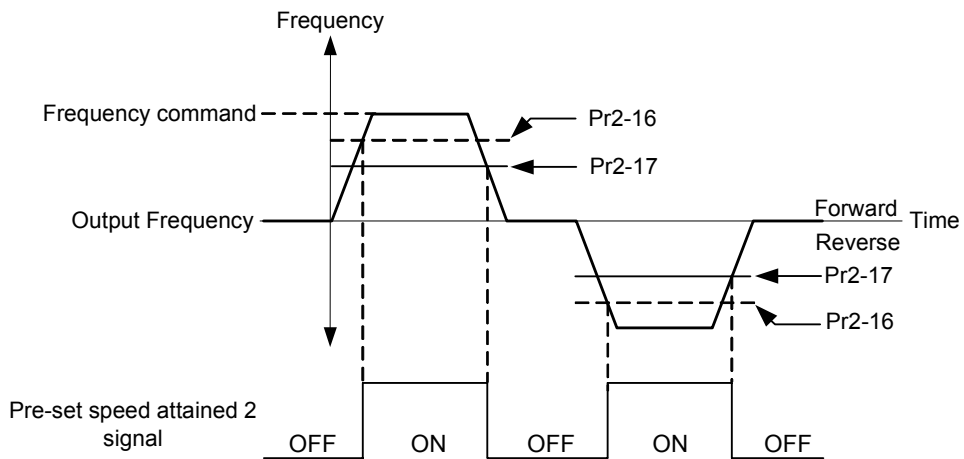 Frequency
Frequency command
Pr2-16
Pr2-17
Output Frequency
Forward
Time
Reverse
Pr2-17
Pr2-16
Pre-set speed attained 2
signal
OFF
ON
OFF
ON
OFF